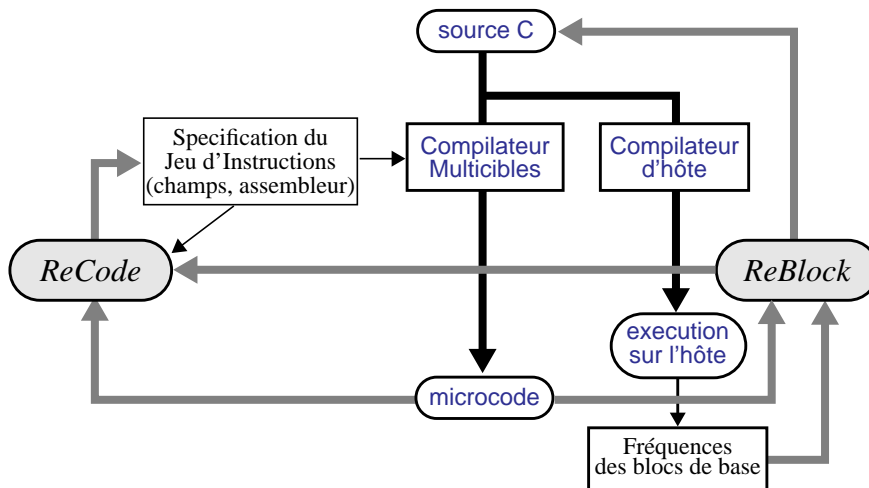 source C
Specification du
Jeu d'Instructions
(champs, assembleur)
Compilateur
Multicibles
Compilateur
d'hôte
ReCode
ReBlock
execution
sur l'hôte
microcode
Fréquences
des blocs de base